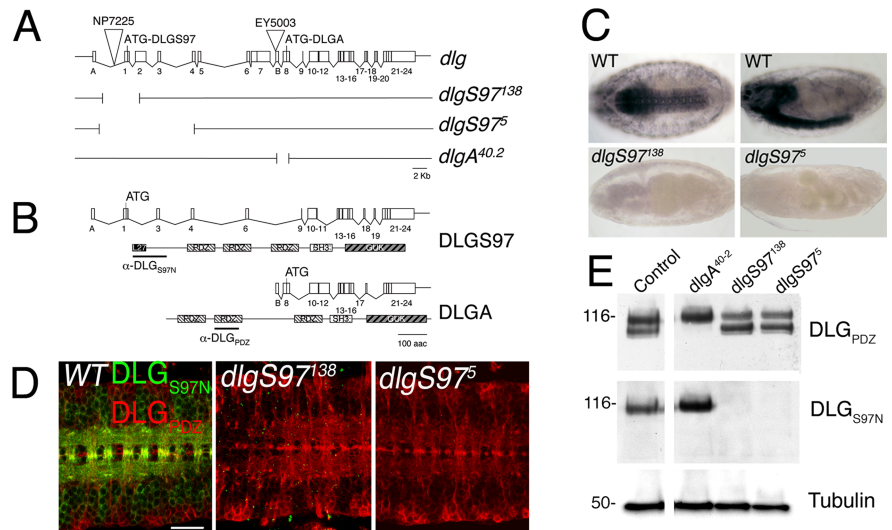 A
NP7225
EY5003
ATG-DLGS97
ATG-DLGA
dlg
A 1 2 3 4 5 6 7 B 8 9 10-12 13-16 17-18 19-20 21-24
dlgS97138
dlgS975
dlgA40.2
2 Kb
B
ATG
A 1 3 4 6 9 10-11 13-16 18 19 21-24
DLGS97
L27 PDZ PDZ PDZ SH3 GUK
α-DLGS97N
ATG
B 8 10-12 13-16 17 21-24
DLGA
PDZ PDZ PDZ SH3 GUK
α-DLGPDZ
100 aac
C
WT
WT
dlgS97138
dlgS975
D
WT DLGS97N
DLGPDZ
dlgS97138
dlgS975
E
Control
dlgA40-2
dlgS97138
dlgS975
116-
DLGPDZ
116-
DLGS97N
50-
Tubulin